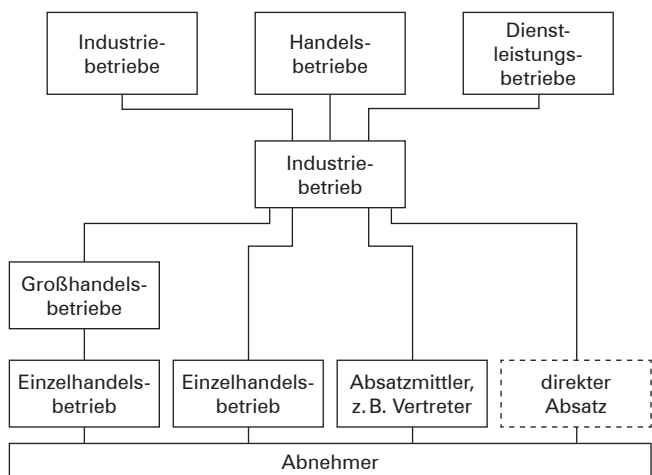 Industrie-
betriebe
Handels-
betriebe
Dienst-
leistungs-
betriebe
Industrie-
betrieb
Großhandels-
betriebe
Einzelhandels-
betrieb
Einzelhandels-
betrieb
Absatzmittler,
z. B. Vertreter
direkter
Absatz
Abnehmer